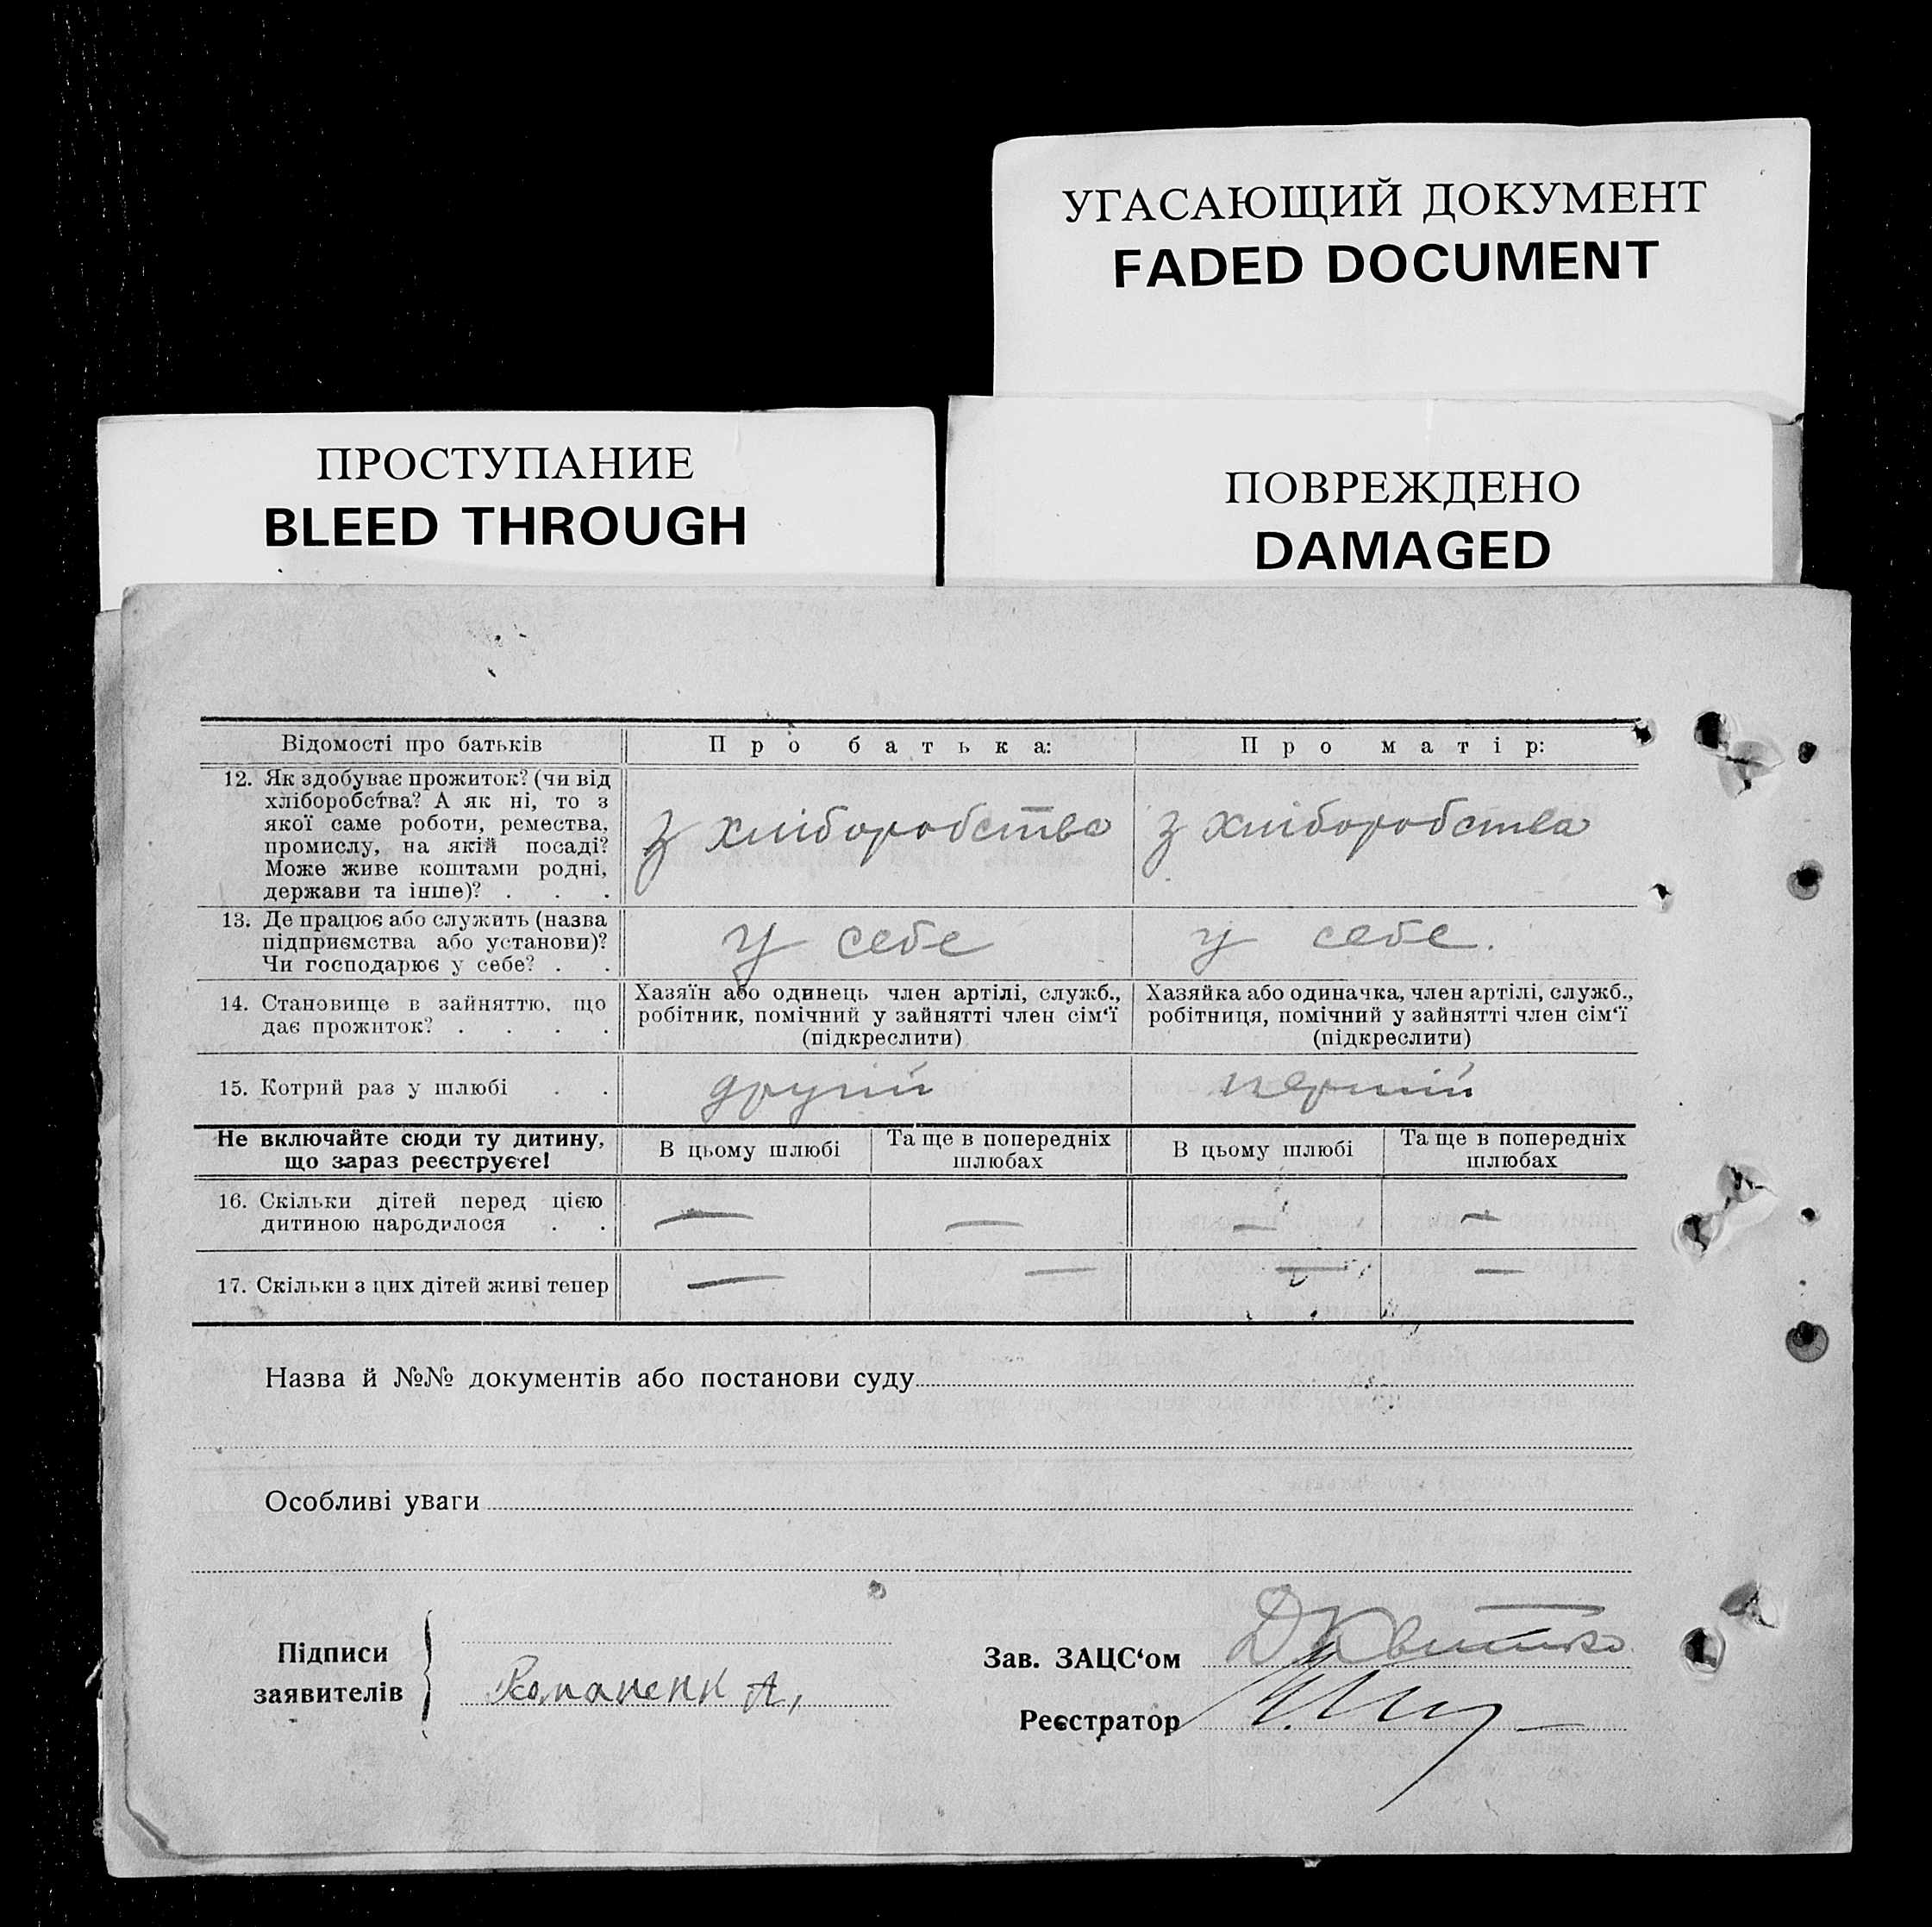 УГАСАЮЩИЙ ДОКУМЕНТ
FADED DOCUMENT
ПРОСТУПАНИЕ
BLEED THROUGH
ПОВРЕЖДЕНО
DAMAGED
Відомості про батьків
Про батька:
Про матір:
12. Як здобуває прожиток? (чи від
хліборобства? А як ні, то з
якої саме роботи, ремества,
промислу, на якій посаді?
Може живе коштами родні,
держави та інше)? . . .
з хліборобства
з хліборобства
13. Де працює або служить (назва
підприємства або установи)?
Чи господарює у себе? . .
у себе
у себе.
14. Становище в зайняттю, що
дає прожиток? . . . .
Хазяїн або одинець член артілі, служб.,
робітник, помічний у зайнятті член сім‘ї
(підкреслити)
Хазяйка або одиначка, член артілі, служб.,
робітниця, помічний у зайнятті член сім‘ї
(підкреслити)
15. Котрий раз у шлюбі . .
другій
першій
Не включайте сюди ту дитину,
що зараз реєструєте!
В цьому шлюбі
Та ще в попередніх
шлюбах
В цьому шлюбі
Та ще в попередніх
шлюбах
16. Скільки дітей перед цією
дитиною народилося . .
—
—
—
—
17. Скільки з цих дітей живі тепер
—
—
—
—
Назва й №№ документів або постанови суду
Особливі уваги
Підписи
заявителів
Романенк А,
Зав. ЗАЦС‘ом
Реєстратор